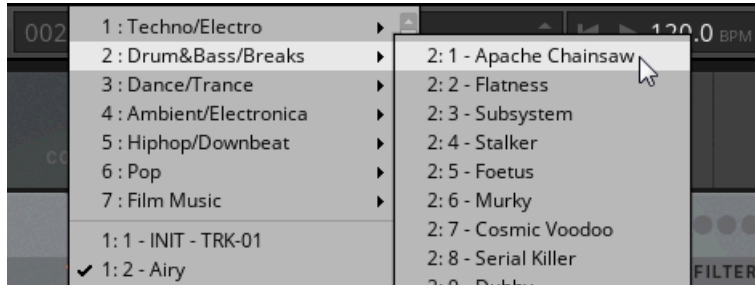 002
120.0 BPM
1 : Techno/Electro
2 : Drum&Bass/Breaks
3 : Dance/Trance
4 : Ambient/Electronica
5 : Hiphop/Downbeat
6 : Pop
7 : Film Music
1: 1 - INIT - TRK-01
✔ 1: 2 - Airy
2: 1 - Apache Chainsaw
2: 2 - Flatness
2: 3 - Subsystem
2: 4 - Stalker
2: 5 - Foetus
2: 6 - Murky
2: 7 - Cosmic Voodoo
2: 8 - Serial Killer
FILTER